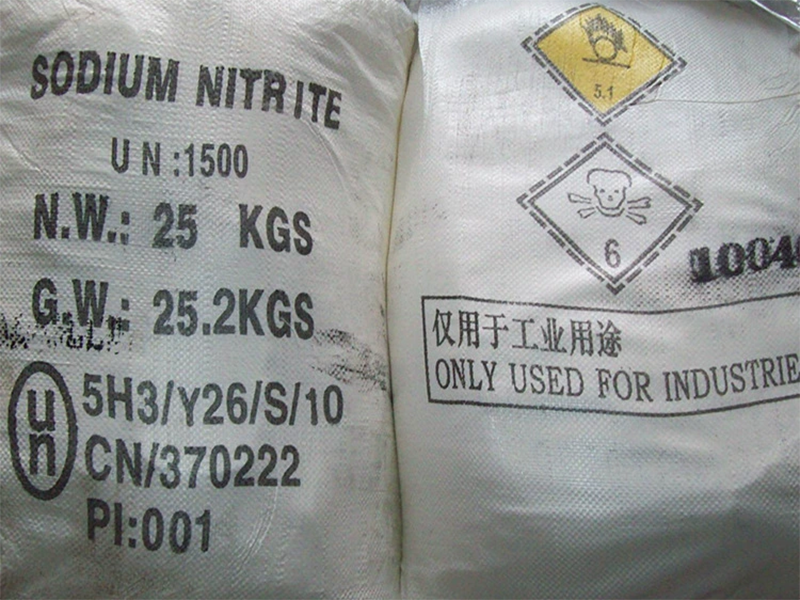 SODIUM NITRITE
UN:1500
N.W.: 25 KGS
G.W.: 25.2KGS
un
5H3/Y26/S/10
CN/370222
PI:001
5.1
6
仅用于工业用途
ONLY USED FOR INDUSTRIE